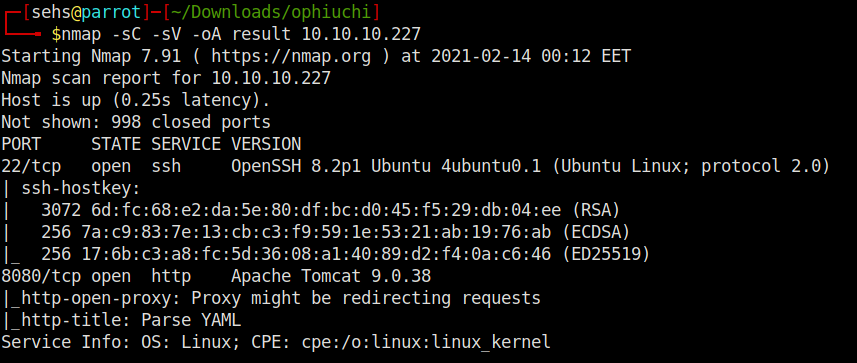 ┌─[sehs@parrot]─[~/Downloads/ophiuchi]
└──╼ $nmap -sC -sV -oA result 10.10.10.227
Starting Nmap 7.91 ( https://nmap.org ) at 2021-02-14 00:12 EET
Nmap scan report for 10.10.10.227
Host is up (0.25s latency).
Not shown: 998 closed ports
PORT     STATE SERVICE VERSION
22/tcp   open  ssh     OpenSSH 8.2p1 Ubuntu 4ubuntu0.1 (Ubuntu Linux; protocol 2.0)
| ssh-hostkey:
|   3072 6d:fc:68:e2:da:5e:80:df:bc:d0:45:f5:29:db:04:ee (RSA)
|   256 7a:c9:83:7e:13:cb:c3:f9:59:1e:53:21:ab:19:76:ab (ECDSA)
|_  256 17:6b:c3:a8:fc:5d:36:08:a1:40:89:d2:f4:0a:c6:46 (ED25519)
8080/tcp open  http    Apache Tomcat 9.0.38
|_http-open-proxy: Proxy might be redirecting requests
|_http-title: Parse YAML
Service Info: OS: Linux; CPE: cpe:/o:linux:linux_kernel